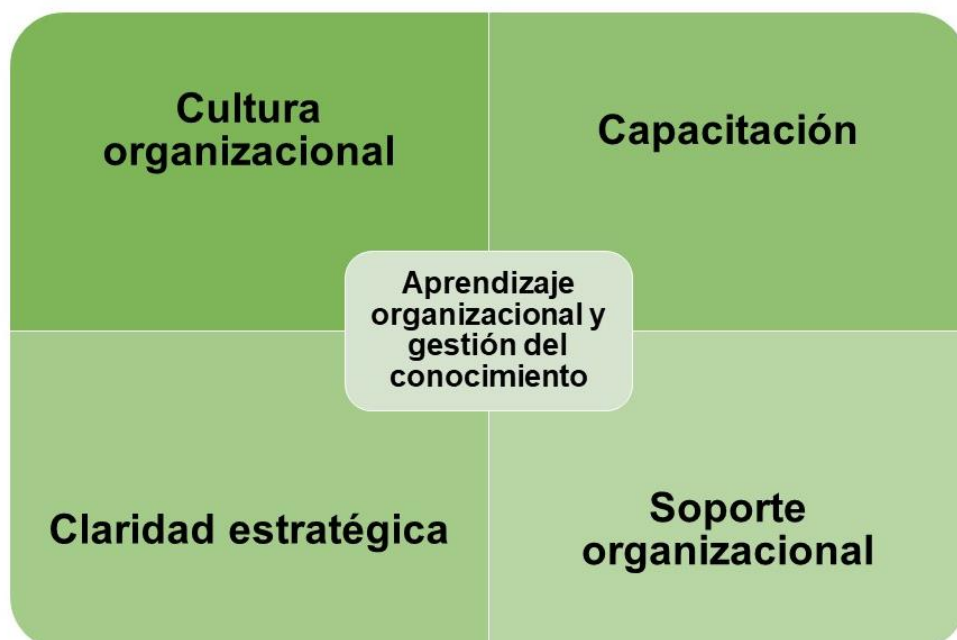 Cultura
organizacional
Capacitación
Aprendizaje
organizacional y
gestión del
conocimiento
Claridad estratégica
Soporte
organizacional